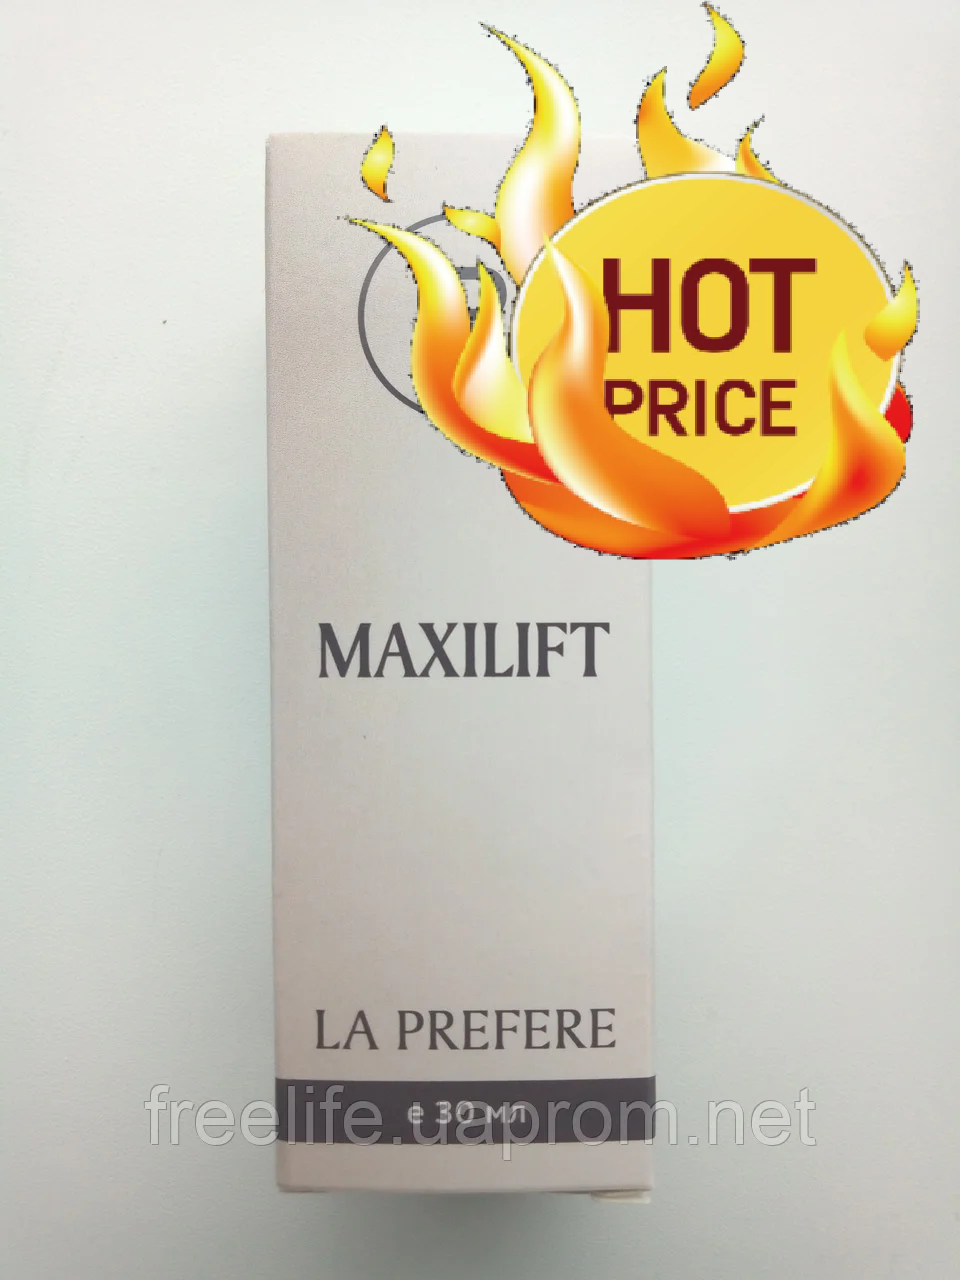 HOT
PRICE
MAXILIFT
LA PREFERE
e 30 мл
freelife.uaprom.net